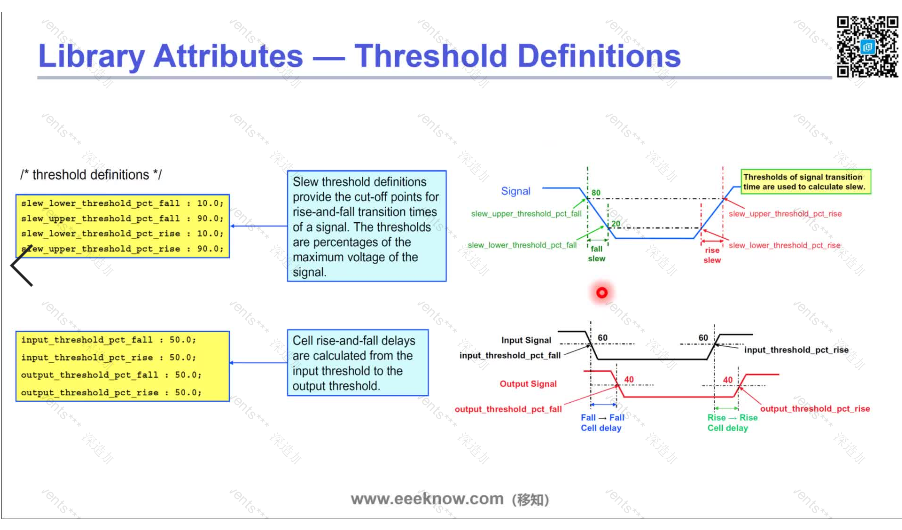 Library Attributes — Threshold Definitions
/* threshold definitions */
slew_lower_threshold_pct_fall : 10.0;
slew_upper_threshold_pct_fall : 90.0;
slew_lower_threshold_pct_rise : 10.0;
slew_upper_threshold_pct_rise : 90.0;
Slew threshold definitions
provide the cut-off points for
rise-and-fall transition times
of a signal. The thresholds
are percentages of the
maximum voltage of the
signal.
Signal
80
20
slew_upper_threshold_pct_fall
slew_lower_threshold_pct_fall
fall
slew
Thresholds of signal transition
time are used to calculate slew.
slew_upper_threshold_pct_rise
slew_lower_threshold_pct_rise
rise
slew
input_threshold_pct_fall : 50.0;
input_threshold_pct_rise : 50.0;
output_threshold_pct_fall : 50.0;
output_threshold_pct_rise : 50.0;
Cell rise-and-fall delays
are calculated from the
input threshold to the
output threshold.
Input Signal
60
60
input_threshold_pct_fall
input_threshold_pct_rise
Output Signal
40
40
output_threshold_pct_fall
output_threshold_pct_rise
Fall → Fall
Cell delay
Rise → Rise
Cell delay
www.eeeknow.com (移知)